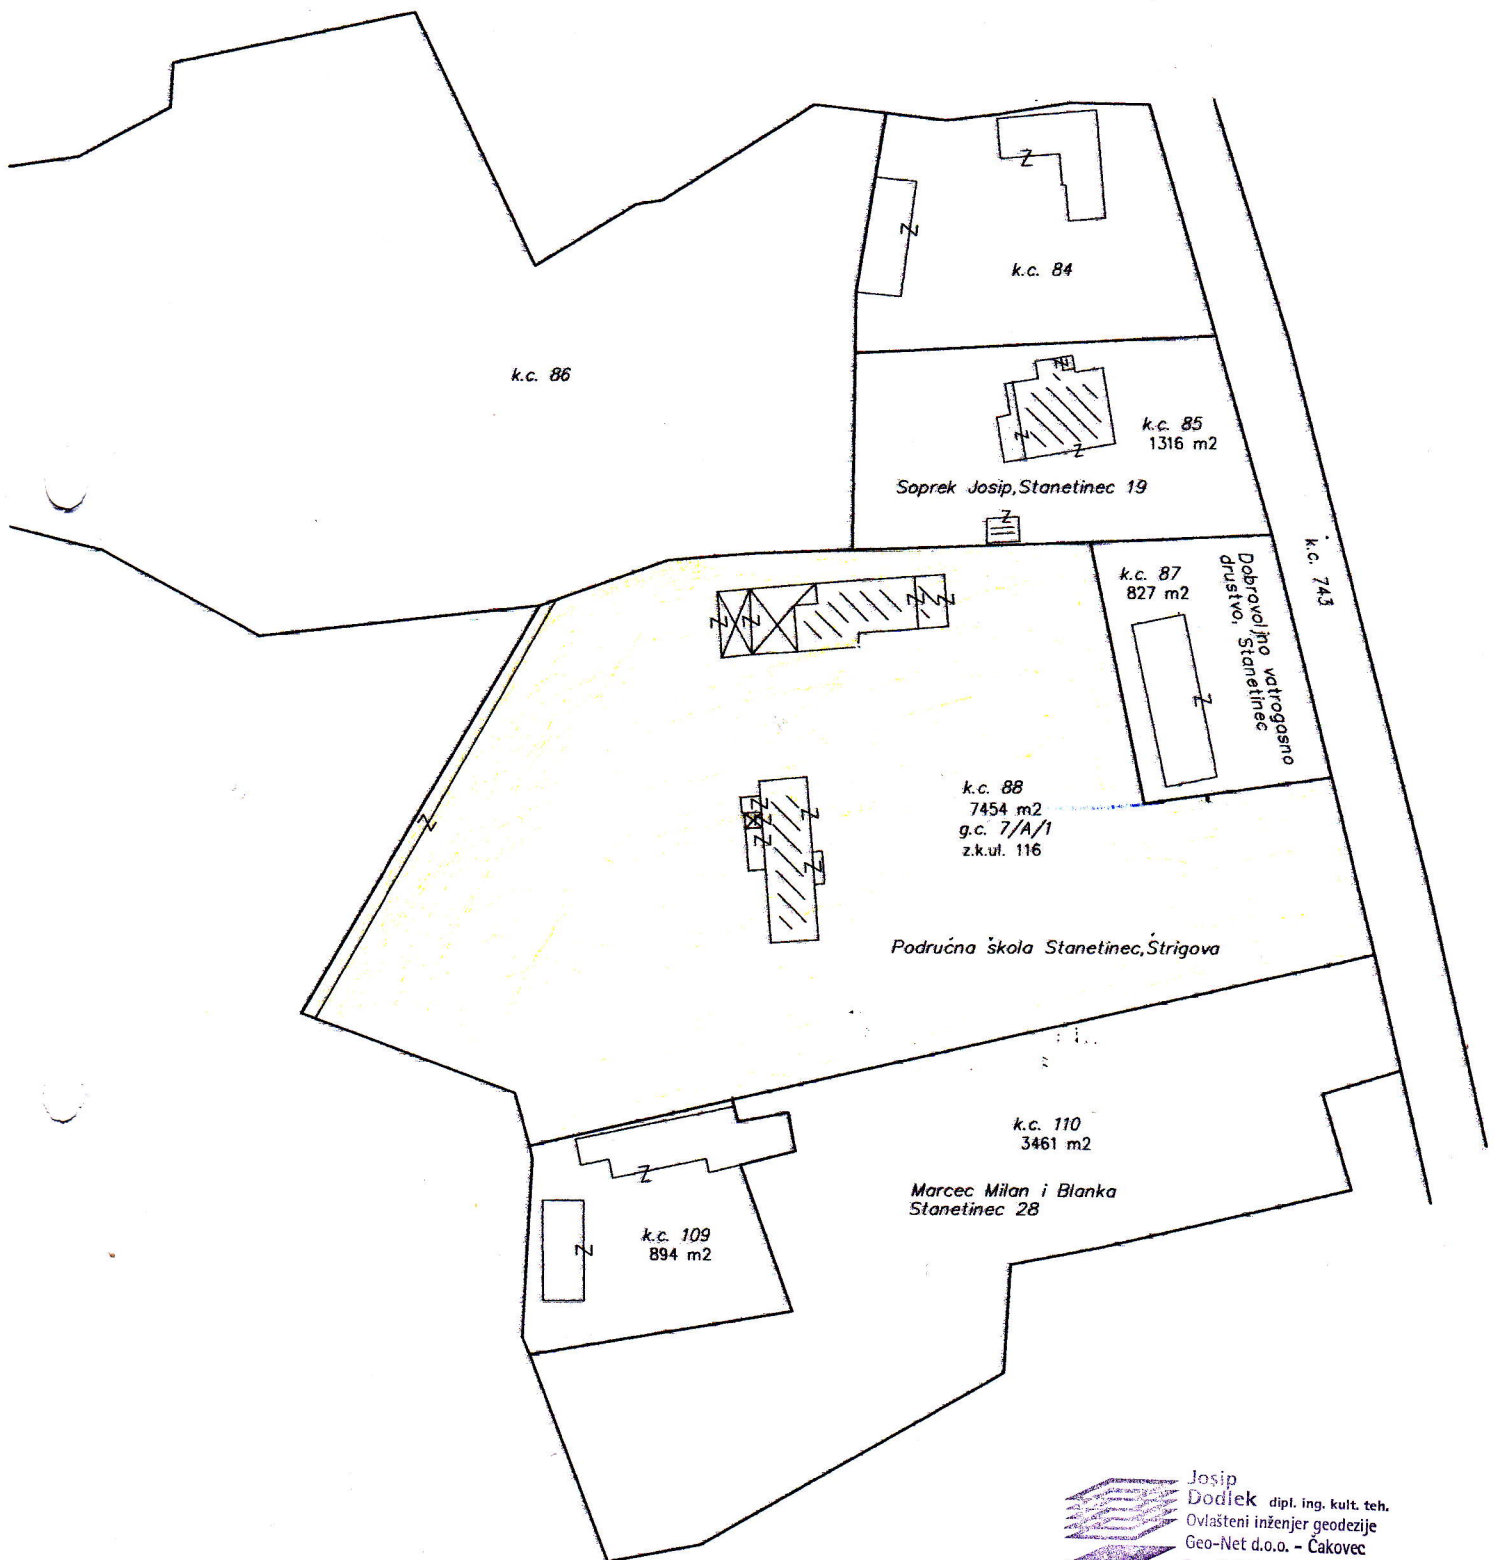 k.c. 84
k.c. 86
k.c. 85
1316 m2
Soprek Josip,Stanetinec 19
k.c. 743
k.c. 87
827 m2
Dobrovoljno vatrogasno
drustvo, Stanetinec
k.c. 88
7454 m2
g.c. 7/A/1
z.k.ul. 116
Područna škola Stanetinec,Štrigova
k.c. 110
3461 m2
Marcec Milan i Blanka
Stanetinec 28
k.c. 109
894 m2
Josip
Dodlek dipl. ing. kult. teh.
Ovlašteni inženjer geodezije
Geo-Net d.o.o. - Čakovec